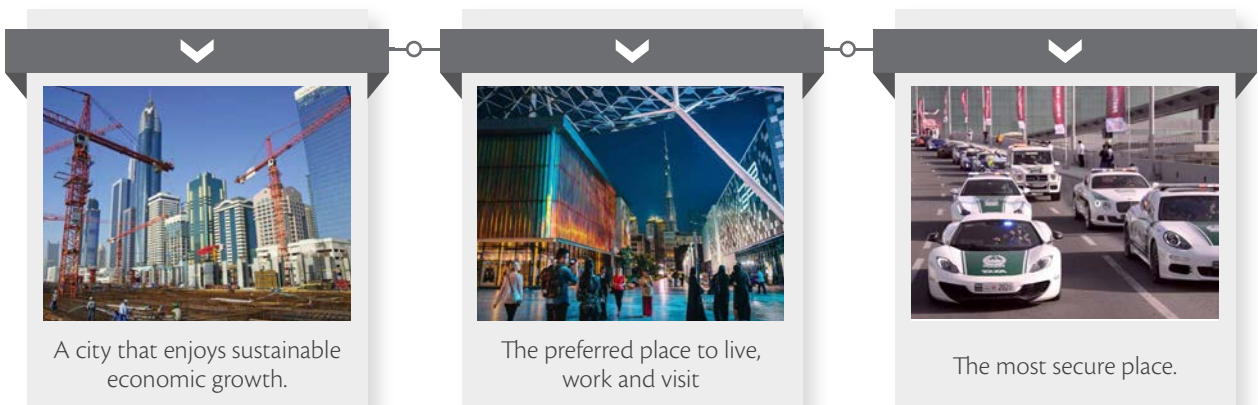 A city that enjoys sustainable
economic growth.
The preferred place to live,
work and visit
The most secure place.